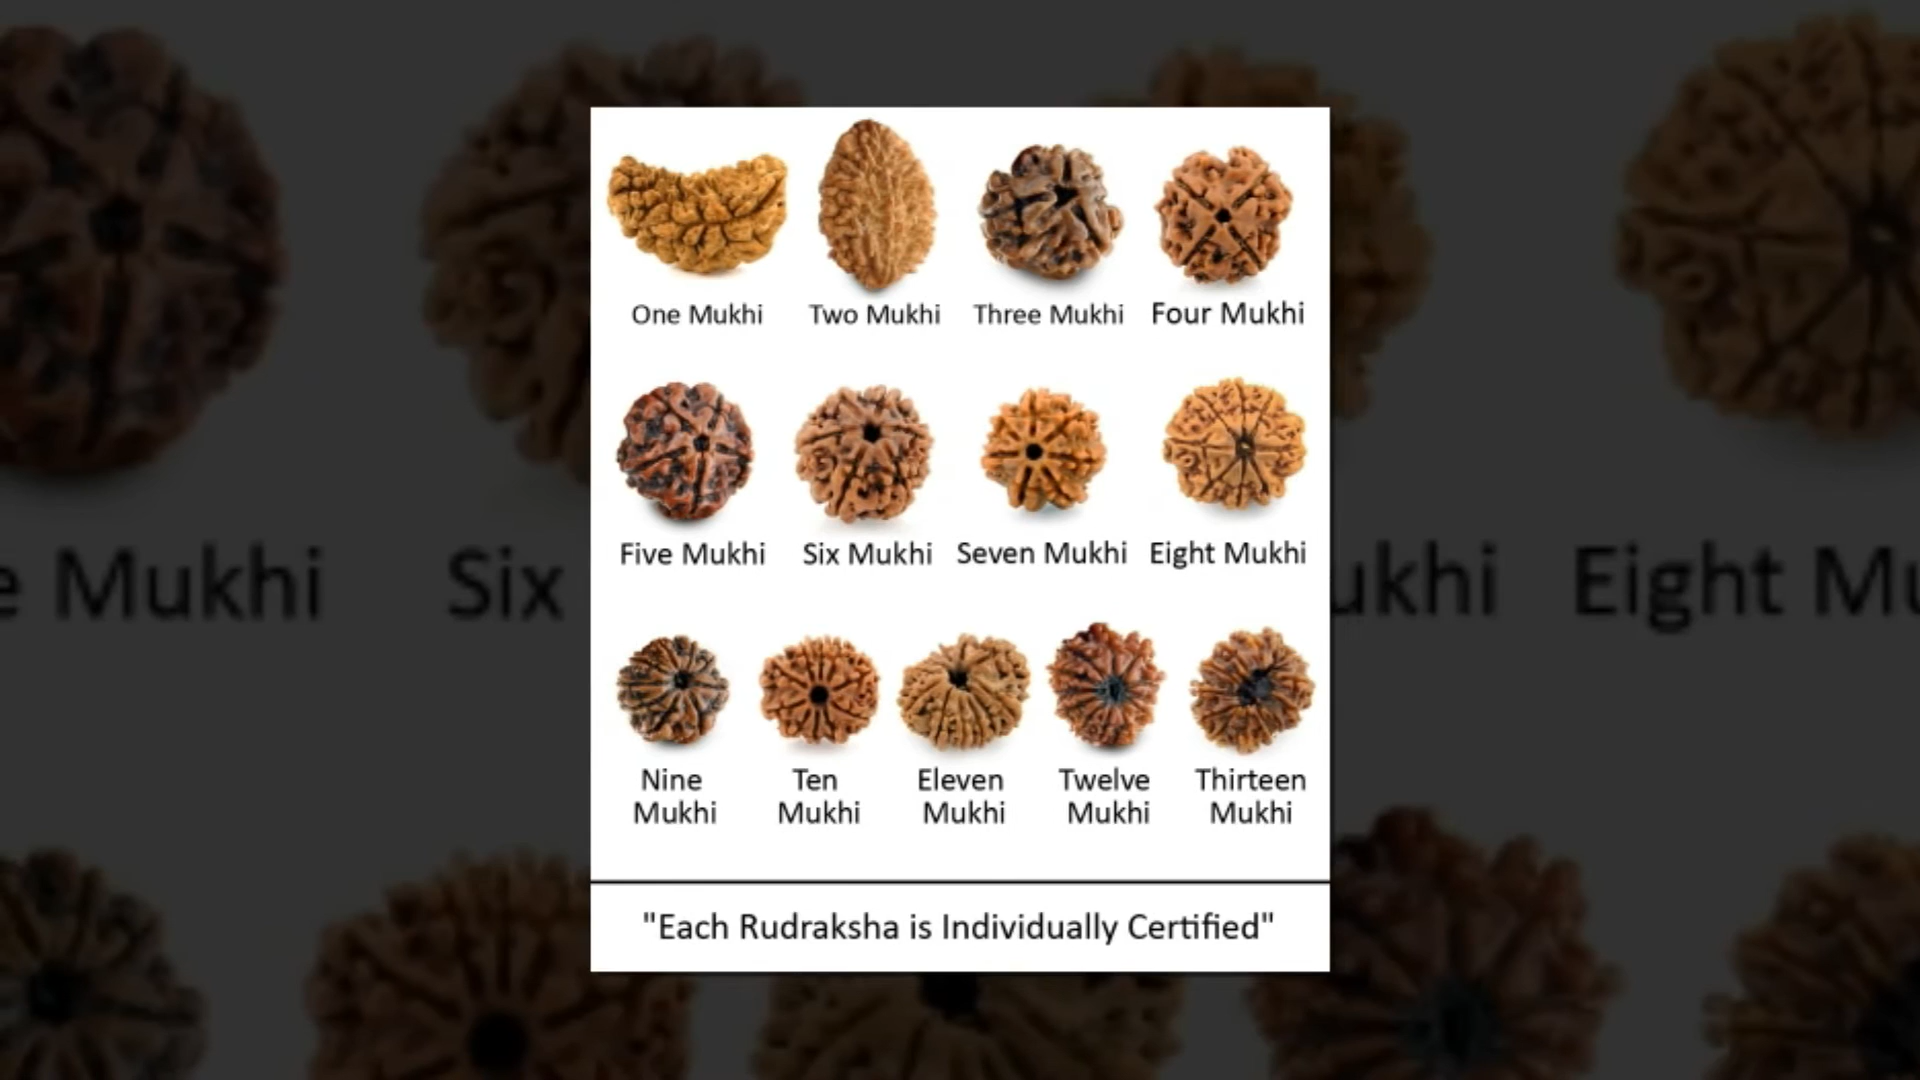 One Mukhi Two Mukhi Three Mukhi Four Mukhi
Five Mukhi Six Mukhi Seven Mukhi Eight Mukhi
Nine Mukhi Ten Mukhi Eleven Mukhi Twelve Mukhi Thirteen Mukhi
"Each Rudraksha is Individually Certified"
e Mukhi Six ukhi Eight Mu